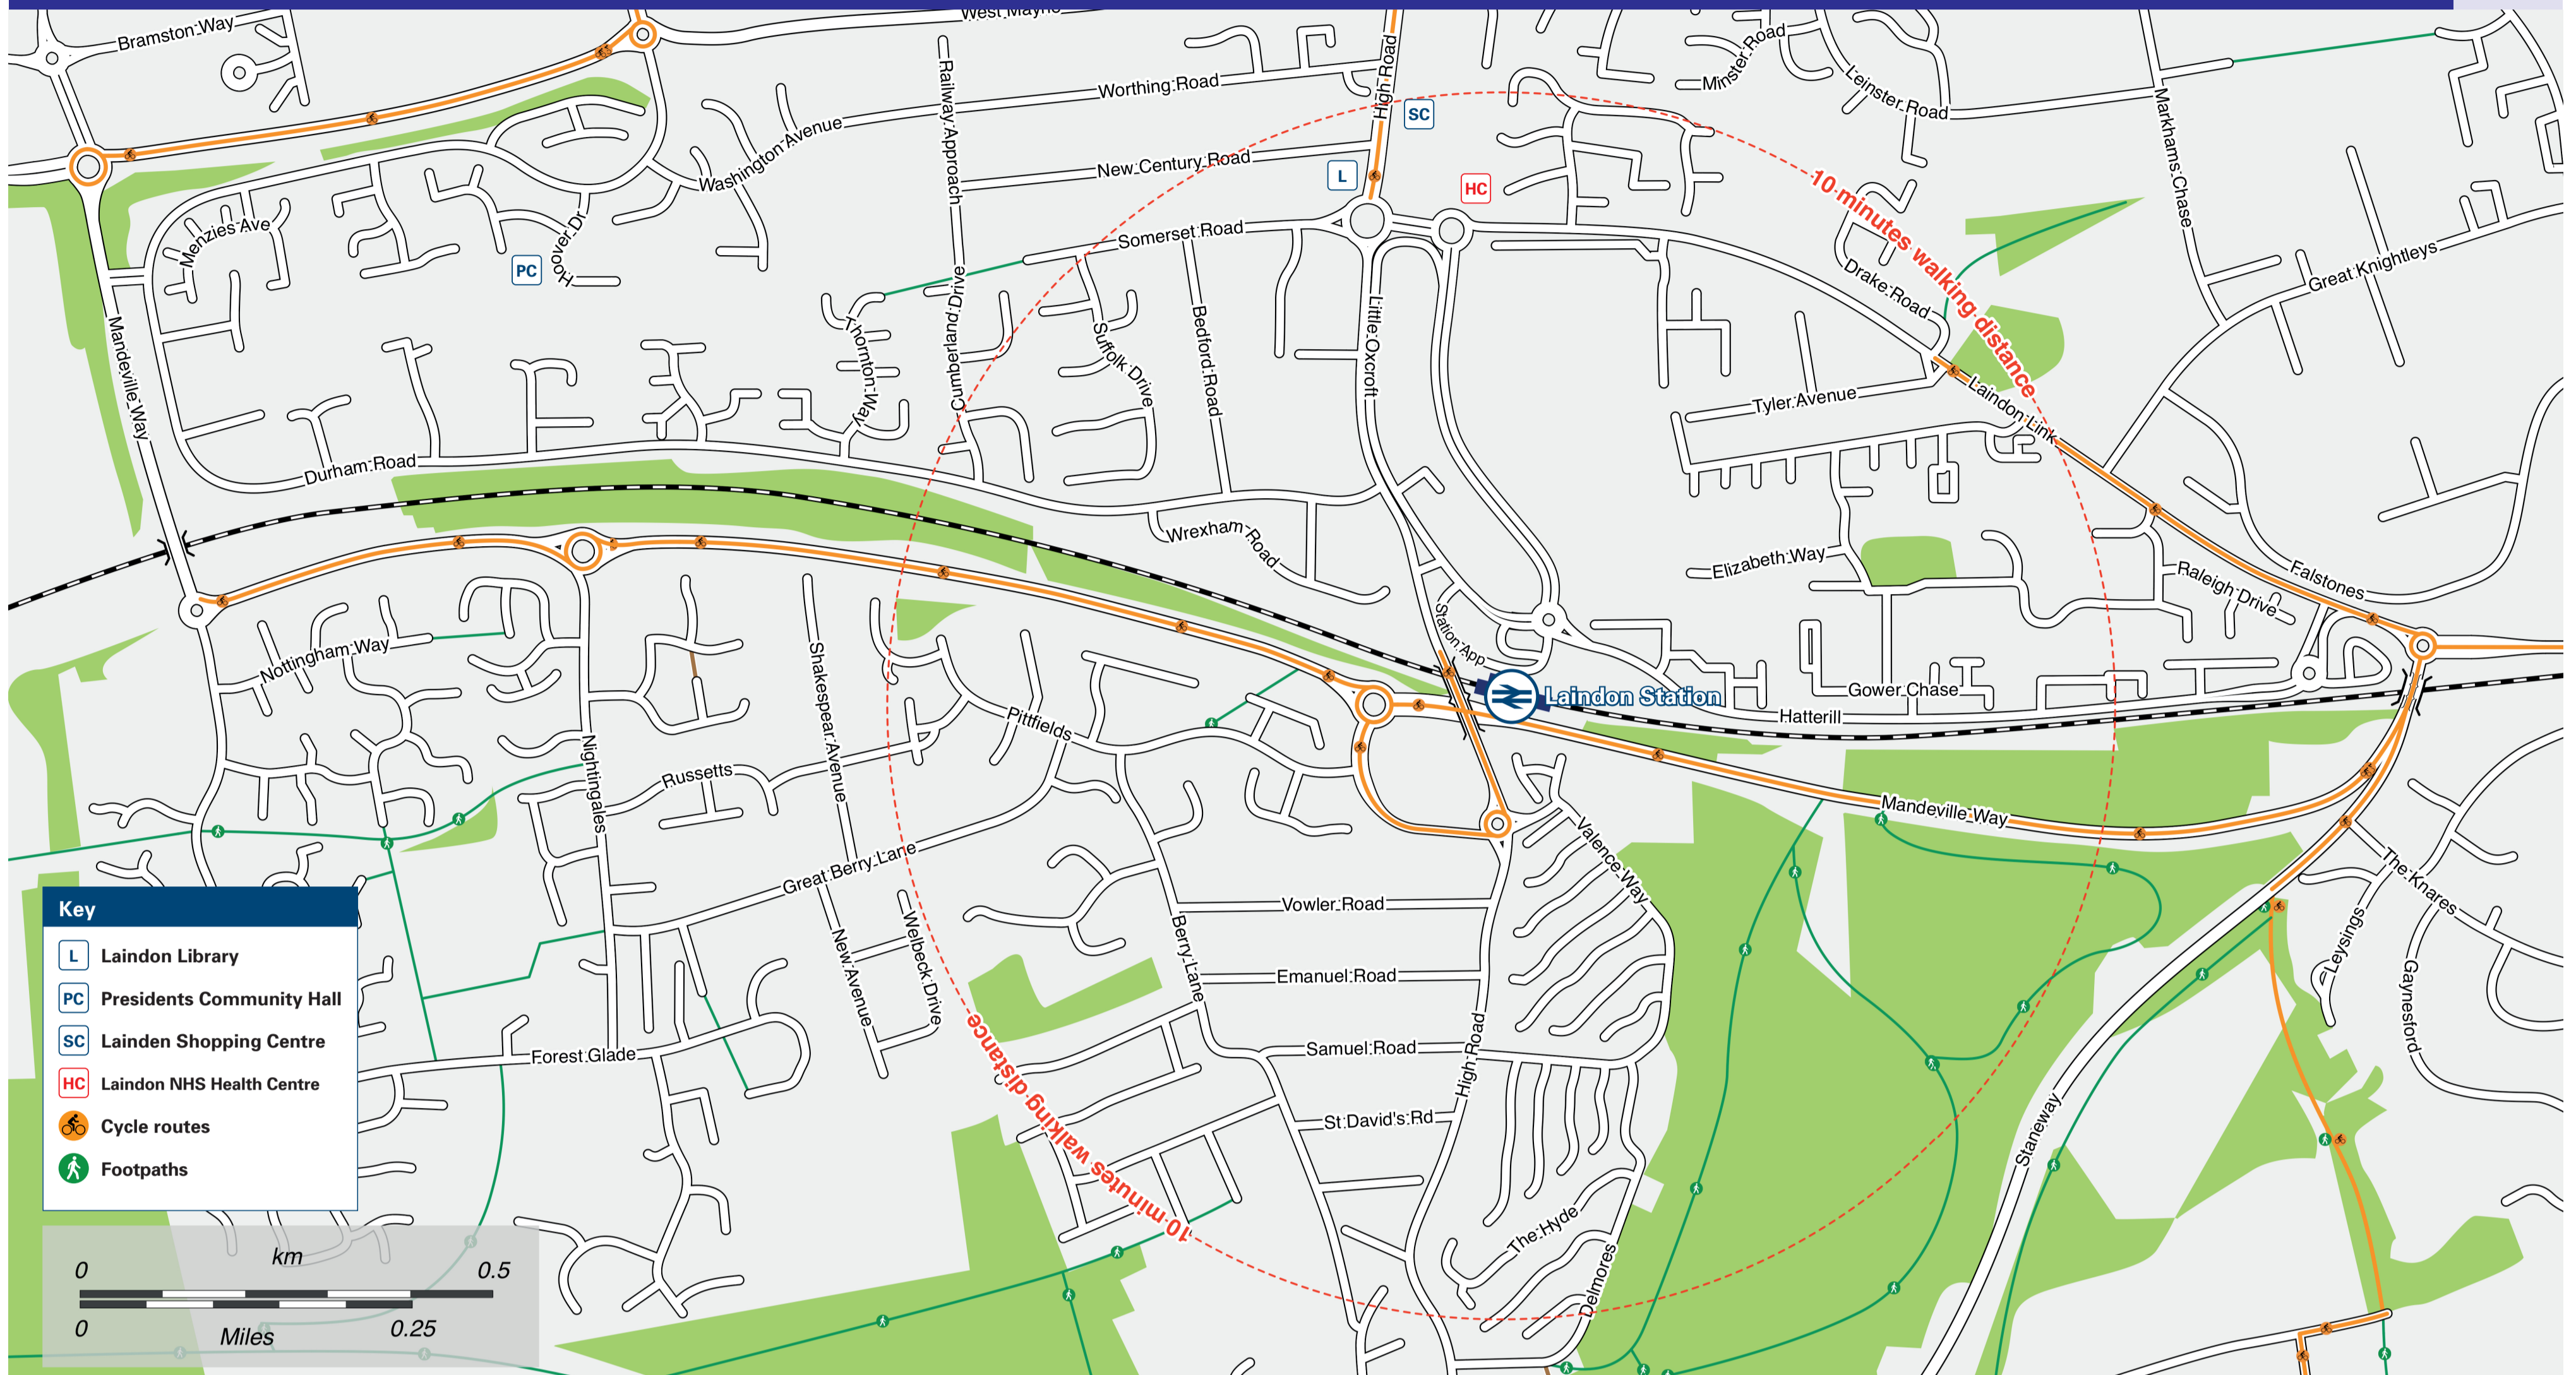 Bramston Way
West Mayne
High Road
Minster Road
Leinster Road
Markhams Chase
Railway Approach
Worthing Road
SC
Washington Avenue
New Century Road
L
HC
10 minutes walking distance
Menzies Ave
Hoover Dr
PC
Somerset Road
Drake Road
Great Knightleys
Mandeville Way
Thornton Way
Cumberland Drive
Suffolk Drive
Bedford Road
Little Oxcroft
Tyler Avenue
Laindon Link
Durham Road
Wrexham Road
Elizabeth Way
Falstones
Raleigh Drive
Station App
Nottingham Way
Shakespear Avenue
Laindon Station
Gower Chase
Hatterill
Pittfields
Nightingales
Russetts
Mandeville Way
Valence Way
Great Berry Lane
The Knares
Vowler Road
Welbeck Drive
New Avenue
Berry Lane
Leysings
Gaynesford
Emanuel Road
High Road
Samuel Road
Forest Glade
10 minutes walking distance
St David's Rd
Staneway
The Hyde
Delmores
Key
L Laindon Library
PC Presidents Community Hall
SC Lainden Shopping Centre
HC Laindon NHS Health Centre
Cycle routes
Footpaths
km
0 0.5
0 0.25
Miles